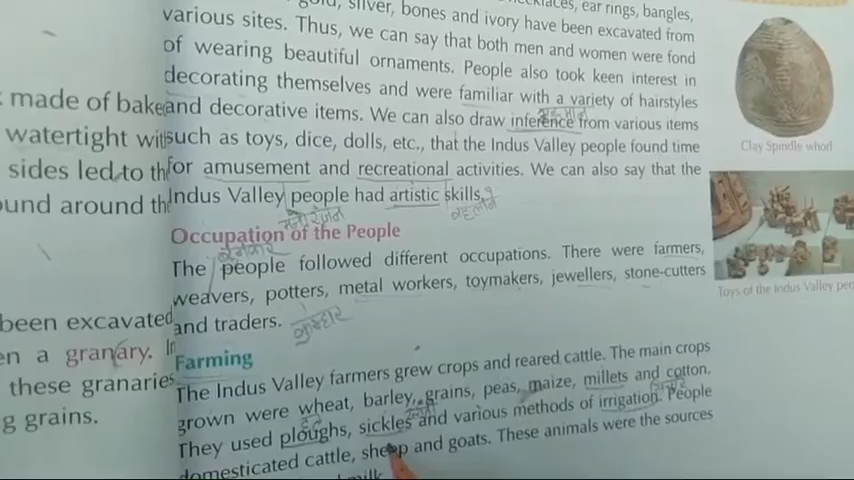 made of bake
watertight wit
sides led to th
ound around th
been excavated
en a granary. In
these granaries
g grains.
gold, silver, bones and ivory have been excavated from
ear rings, bangles,
various sites. Thus, we can say that both men and women were fond
of wearing beautiful ornaments. People also took keen interest in
decorating themselves and were familiar with a variety of hairstyles
and decorative items. We can also draw inference from various items
such as toys, dice, dolls, etc., that the Indus Valley people found time
for amusement and recreational activities. We can also say that the
Indus Valley people had artistic skills.
मनोरंजन
Occupation of the People
बुनकार
The people followed different occupations. There were farmers,
weavers, potters, metal workers, toymakers, jewellers, stone-cutters
and traders.
कुम्हार
Farming
The Indus Valley farmers grew crops and reared cattle. The main crops
grown were wheat, barley, grains, peas, maize, millets and cotton.
They used ploughs, sickles and various methods of irrigation. People
domesticated cattle, sheep and goats. These animals were the sources
milk
Clay Spindle whorl
Toys of the Indus Valley peo